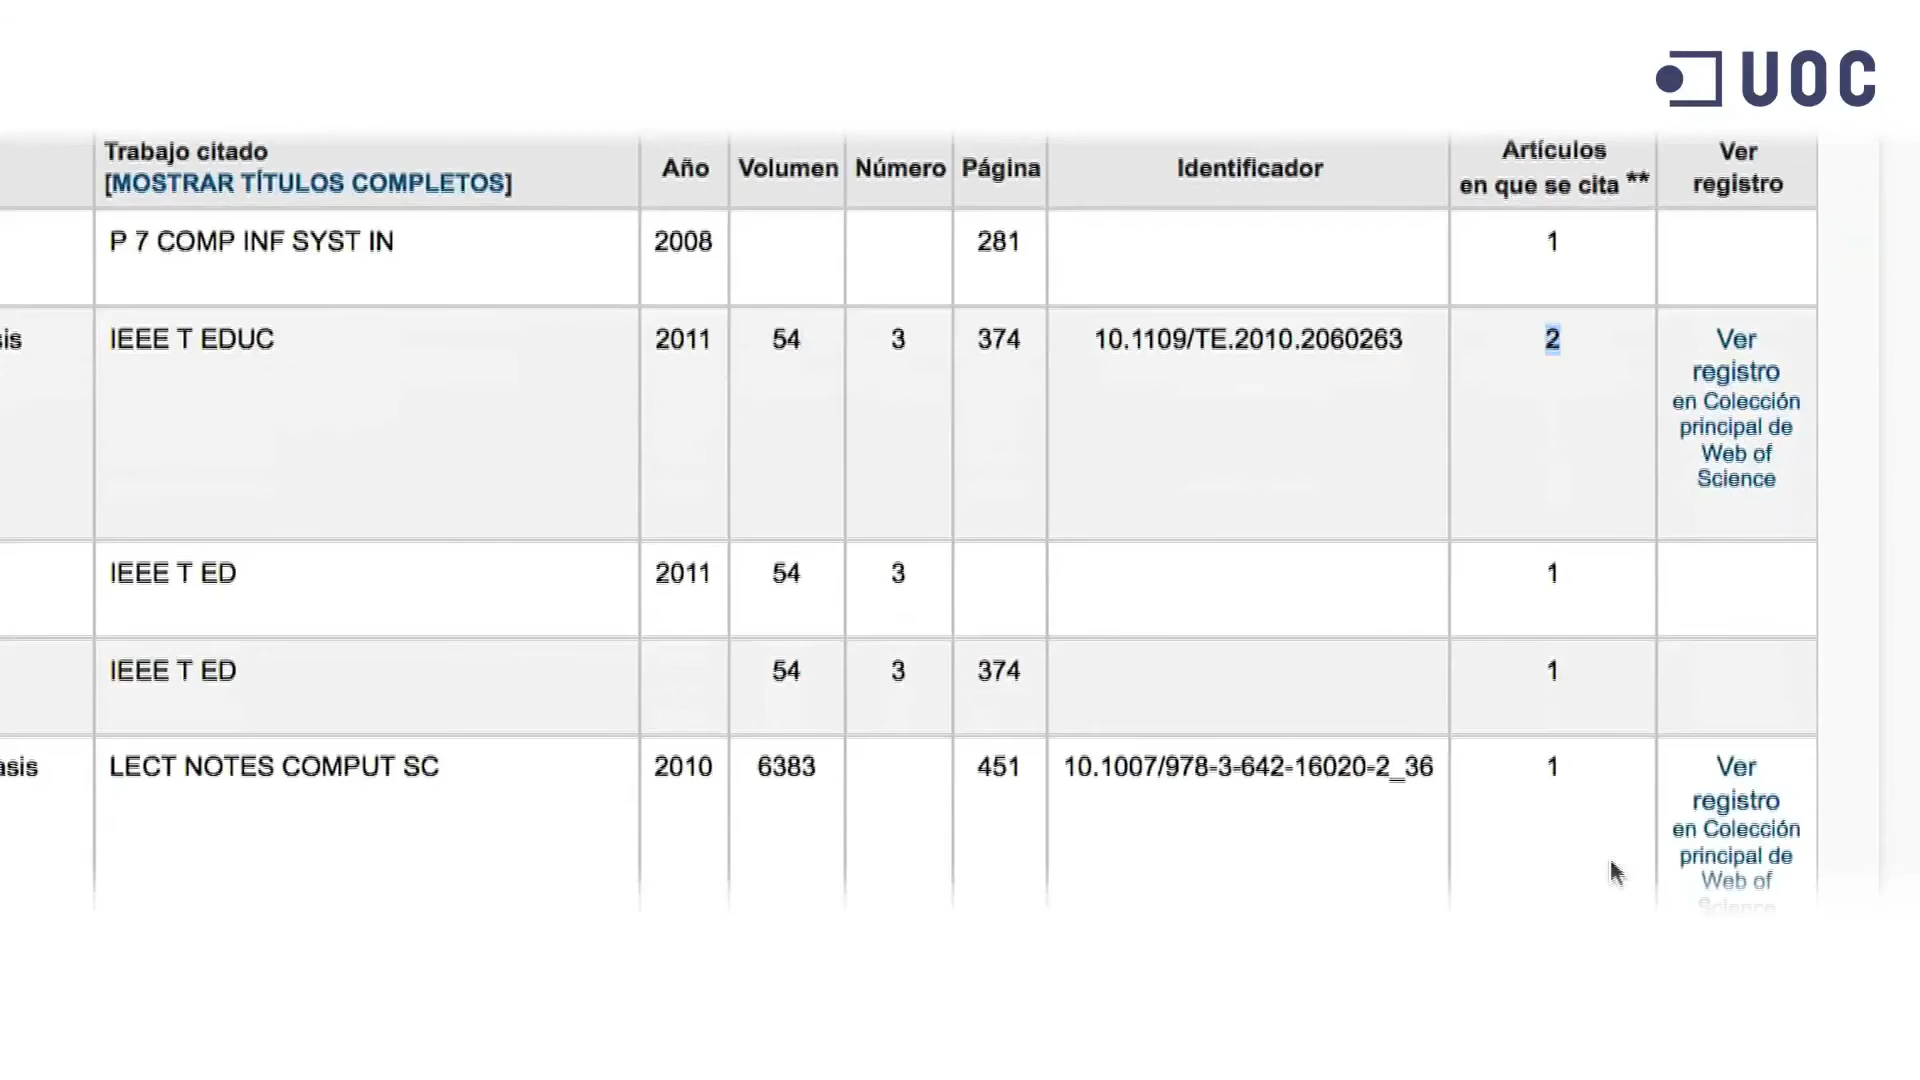 UOC
Trabajo citado
[MOSTRAR TÍTULOS COMPLETOS]
Año
Volumen
Número
Página
Identificador
Artículos
en que se cita **
Ver
registro
P 7 COMP INF SYST IN
2008
281
1
sis
IEEE T EDUC
2011
54
3
374
10.1109/TE.2010.2060263
2
Ver
registro
en Colección
principal de
Web of
Science
IEEE T ED
2011
54
3
1
IEEE T ED
54
3
374
1
asis
LECT NOTES COMPUT SC
2010
6383
451
10.1007/978-3-642-16020-2_36
1
Ver
registro
en Colección
principal de
Web of
Science